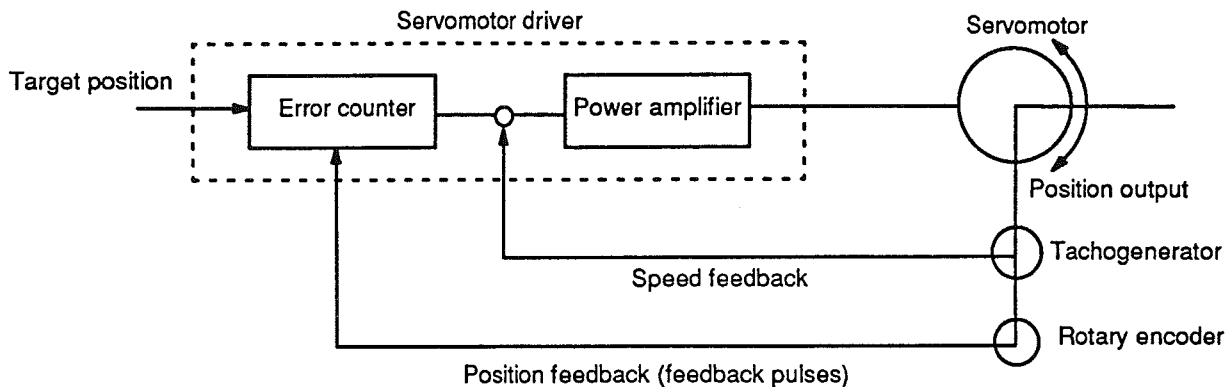 Servomotor driver
Servomotor
Target position
Error counter
Power amplifier
Position output
Tachogenerator
Speed feedback
Rotary encoder
Position feedback (feedback pulses)